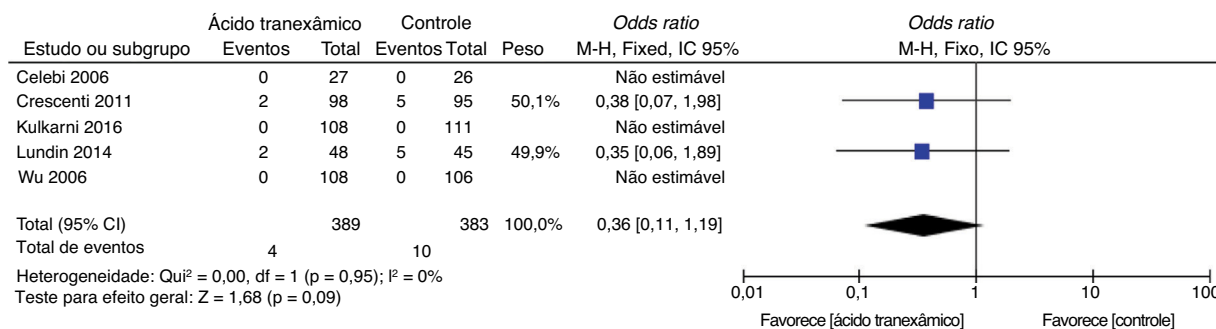 Ácido tranexâmico Controle Odds ratio Odds ratio
Estudo ou subgrupo Eventos Total Eventos Total Peso M-H, Fixed, IC 95% M-H, Fixo, IC 95%
Celebi 2006 0 27 0 26 Não estimável
Crescenti 2011 2 98 5 95 50,1% 0,38 [0,07, 1,98]
Kulkarni 2016 0 108 0 111 Não estimável
Lundin 2014 2 48 5 45 49,9% 0,35 [0,06, 1,89]
Wu 2006 0 108 0 106 Não estimável
Total (95% CI) 389 383 100,0% 0,36 [0,11, 1,19]
Total de eventos 4 10
Heterogeneidade: Qui² = 0,00, df = 1 (p = 0,95); I² = 0%
Teste para efeito geral: Z = 1,68 (p = 0,09)
0,01 0,1 1 10 100
Favorece [ácido tranexâmico] Favorece [controle]